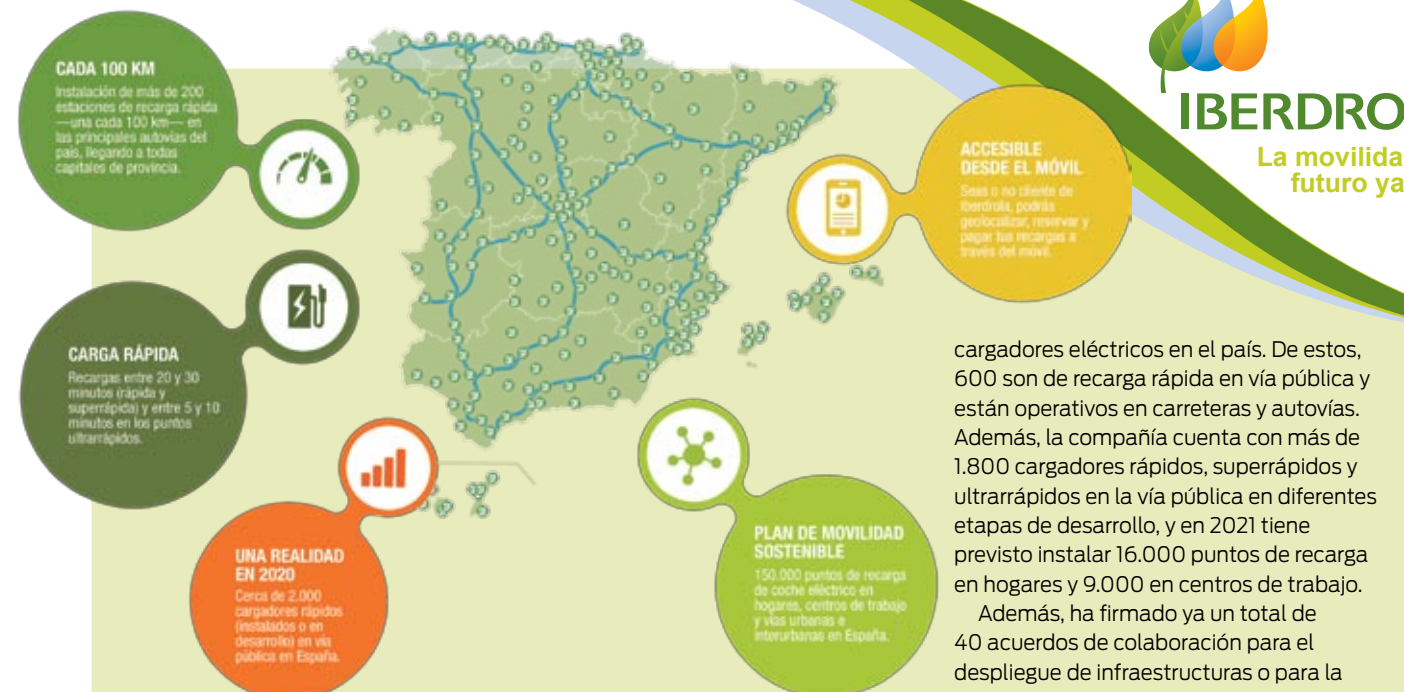 CADA 100 KM
Instalación de más de 200
estaciones de recarga rápida
—una cada 100 km— en
las principales autovías del
país, llegando a todas
capitales de provincia.
CARGA RÁPIDA
Recargas entre 20 y 30
minutos (rápida y
superrápida) y entre 5 y 10
minutos en los puntos
ultrarrápidos.
UNA REALIDAD
EN 2020
Cerca de 2.000
cargadores rápidos
(instalados o en
desarrollo) en vía
pública en España.
PLAN DE MOVILIDAD
SOSTENIBLE
150.000 puntos de recarga
de coche eléctrico en
hogares, centros de trabajo
y vías urbanas e
interurbanas en España.
ACCESIBLE
DESDE EL MÓVIL
Seas o no cliente de
Iberdrola, podrás
geolocalizar, reservar y
pagar tus recargas a
través del móvil.
IBERDRO
La movilida
futuro ya
cargadores eléctricos en el país. De estos,
600 son de recarga rápida en vía pública y
están operativos en carreteras y autovías.
Además, la compañía cuenta con más de
1.800 cargadores rápidos, superrápidos y
ultrarrápidos en la vía pública en diferentes
etapas de desarrollo, y en 2021 tiene
previsto instalar 16.000 puntos de recarga
en hogares y 9.000 en centros de trabajo.
Además, ha firmado ya un total de
40 acuerdos de colaboración para el
despliegue de infraestructuras o para la